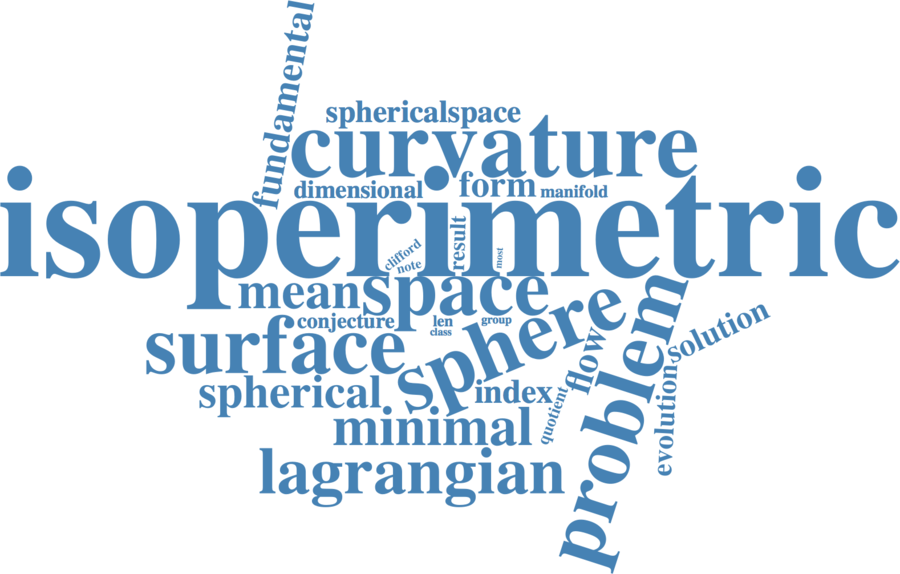 fundamental
sphericalspace
curvature
dimensional
form
manifold
isoperimetric
result
most
clifford
note
mean
space
conjecture
len
class
group
sphere
problem
solution
surface
flow
spherical
index
quotient
evolution
minimal
lagrangian